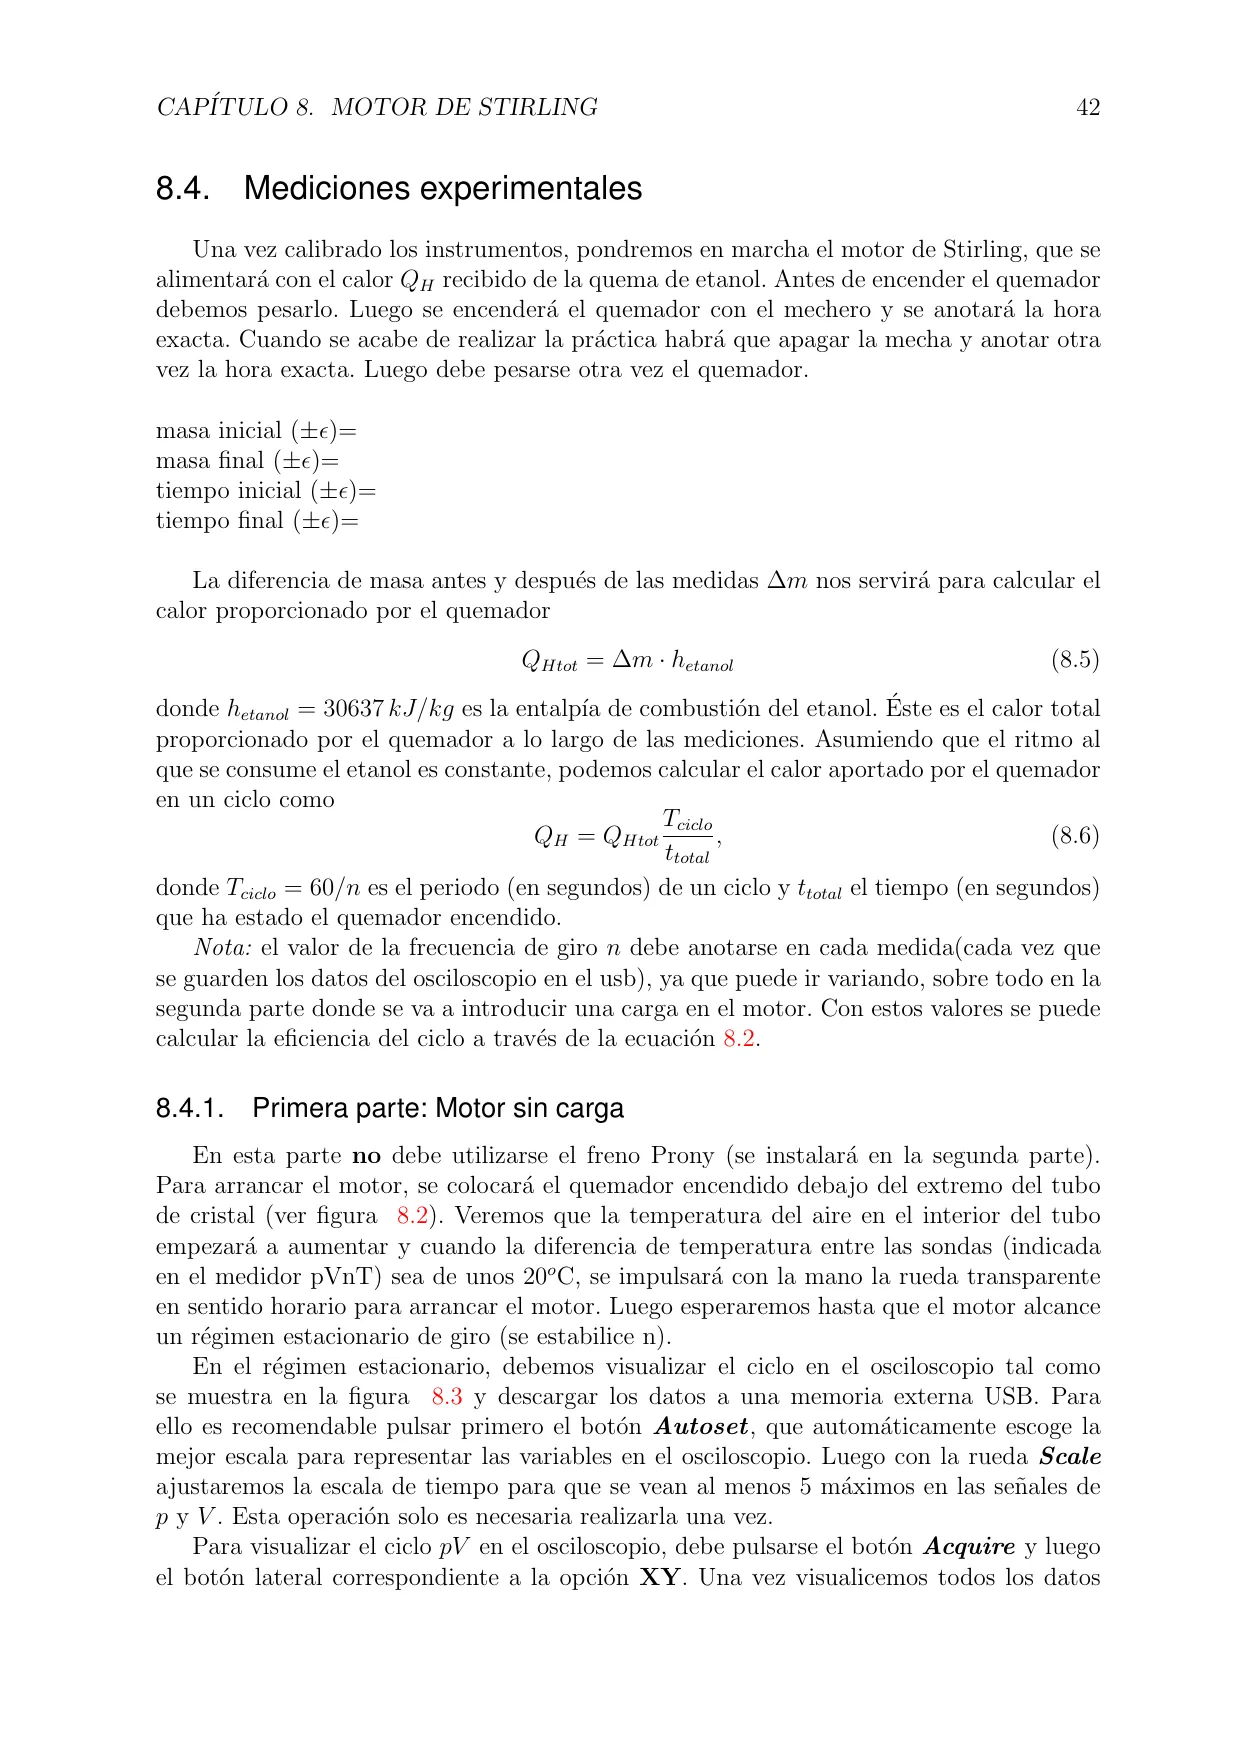 CAPÍTULO 8. MOTOR DE STIRLING 42
8.4. Mediciones experimentales
Una vez calibrado los instrumentos, pondremos en marcha el motor de Stirling, que se
alimentará con el calor Q_H recibido de la quema de etanol. Antes de encender el quemador
debemos pesarlo. Luego se encenderá el quemador con el mechero y se anotará la hora
exacta. Cuando se acabe de realizar la práctica habrá que apagar la mecha y anotar otra
vez la hora exacta. Luego debe pesarse otra vez el quemador.
masa inicial (±ϵ)=
masa final (±ϵ)=
tiempo inicial (±ϵ)=
tiempo final (±ϵ)=
La diferencia de masa antes y después de las medidas Δm nos servirá para calcular el
calor proporcionado por el quemador
Q_{Htot} = Δm · h_{etanol} (8.5)
donde h_{etanol} = 30637 kJ/kg es la entalpía de combustión del etanol. Éste es el calor total
proporcionado por el quemador a lo largo de las mediciones. Asumiendo que el ritmo al
que se consume el etanol es constante, podemos calcular el calor aportado por el quemador
en un ciclo como
Q_H = Q_{Htot} \frac{T_{ciclo}}{t_{total}}, (8.6)
donde T_{ciclo} = 60/n es el periodo (en segundos) de un ciclo y t_{total} el tiempo (en segundos)
que ha estado el quemador encendido.
Nota: el valor de la frecuencia de giro n debe anotarse en cada medida(cada vez que
se guarden los datos del osciloscopio en el usb), ya que puede ir variando, sobre todo en la
segunda parte donde se va a introducir una carga en el motor. Con estos valores se puede
calcular la eficiencia del ciclo a través de la ecuación 8.2.
8.4.1. Primera parte: Motor sin carga
En esta parte no debe utilizarse el freno Prony (se instalará en la segunda parte).
Para arrancar el motor, se colocará el quemador encendido debajo del extremo del tubo
de cristal (ver figura 8.2). Veremos que la temperatura del aire en el interior del tubo
empezará a aumentar y cuando la diferencia de temperatura entre las sondas (indicada
en el medidor pVnT) sea de unos 20ºC, se impulsará con la mano la rueda transparente
en sentido horario para arrancar el motor. Luego esperaremos hasta que el motor alcance
un régimen estacionario de giro (se estabilice n).
En el régimen estacionario, debemos visualizar el ciclo en el osciloscopio tal como
se muestra en la figura 8.3 y descargar los datos a una memoria externa USB. Para
ello es recomendable pulsar primero el botón Autoset, que automáticamente escoge la
mejor escala para representar las variables en el osciloscopio. Luego con la rueda Scale
ajustaremos la escala de tiempo para que se vean al menos 5 máximos en las señales de
p y V. Esta operación solo es necesaria realizarla una vez.
Para visualizar el ciclo pV en el osciloscopio, debe pulsarse el botón Acquire y luego
el botón lateral correspondiente a la opción XY. Una vez visualicemos todos los datos